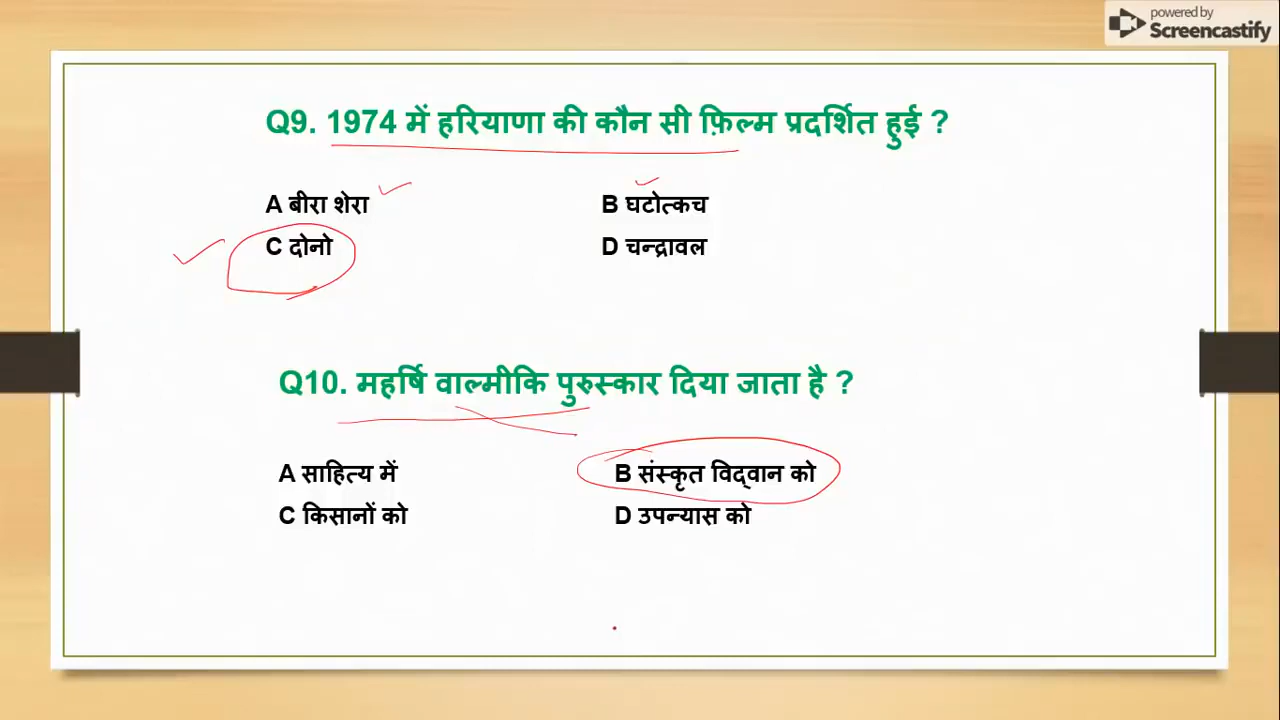 powered by
Screencastify
Q9. 1974 में हरियाणा की कौन सी फ़िल्म प्रदर्शित हुई ?
A बीरा शेरा B घटोत्कच
C दोनो D चन्द्रावल
Q10. महर्षि वाल्मीकि पुरुस्कार दिया जाता है ?
A साहित्य में B संस्कृत विद्वान को
C किसानों को D उपन्यास को